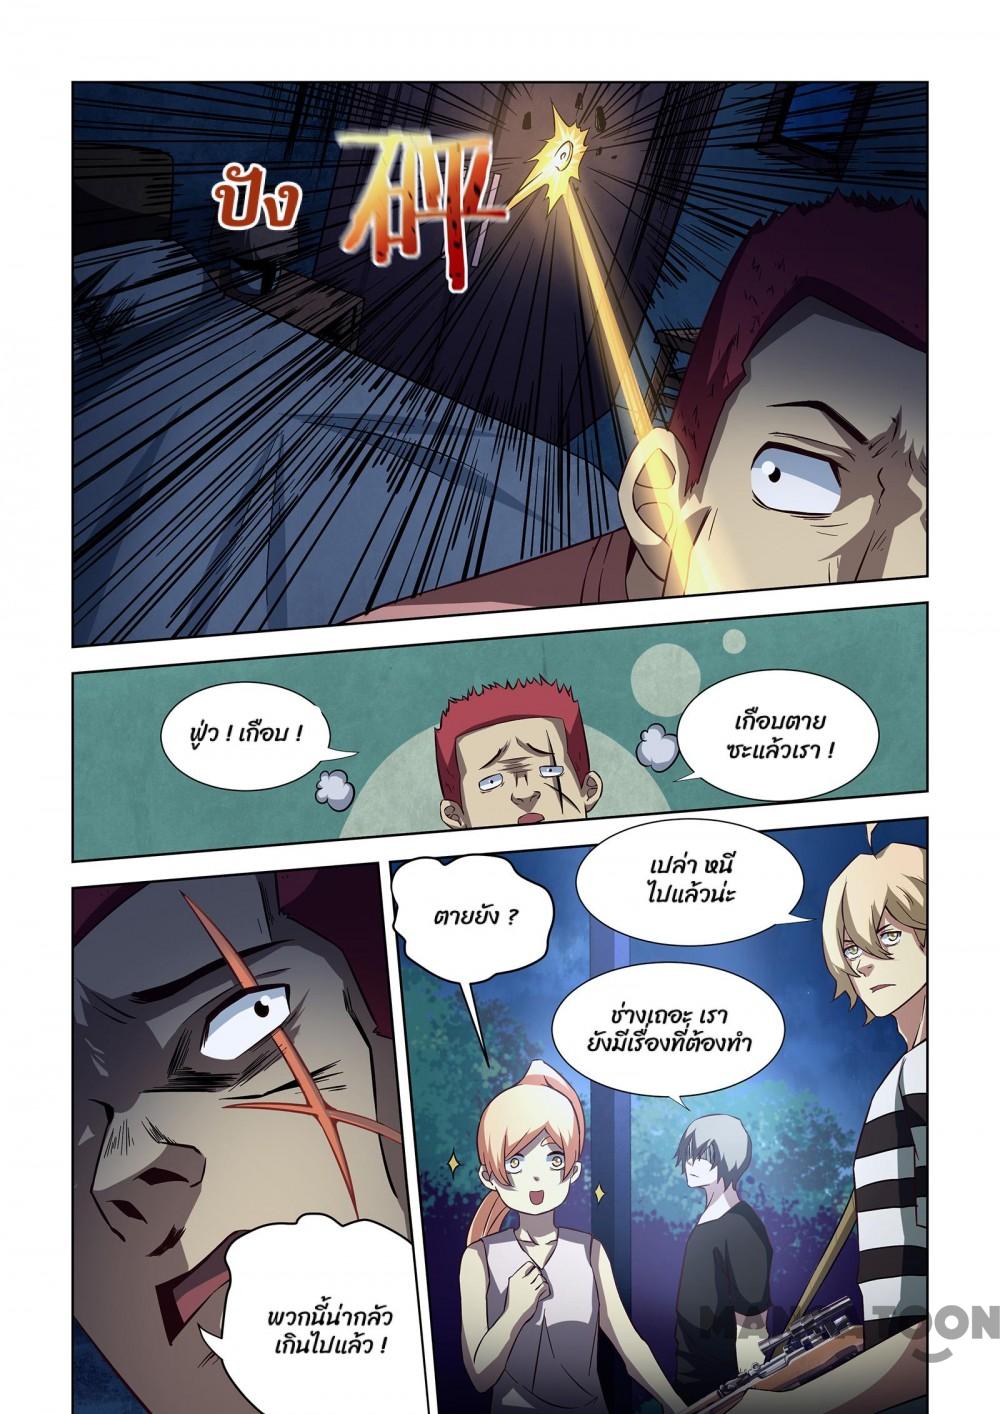 ปัง
砰
ฟู่ว ! เกือบ !
เกือบตาย
ซะแล้วเรา !
เปล่า หนี
ไปแล้วน่ะ
ตายยัง ?
ช่างเถอะ เรา
ยังมีเรื่องที่ต้องทำ
พวกนี้น่ากลัว
เกินไปแล้ว !